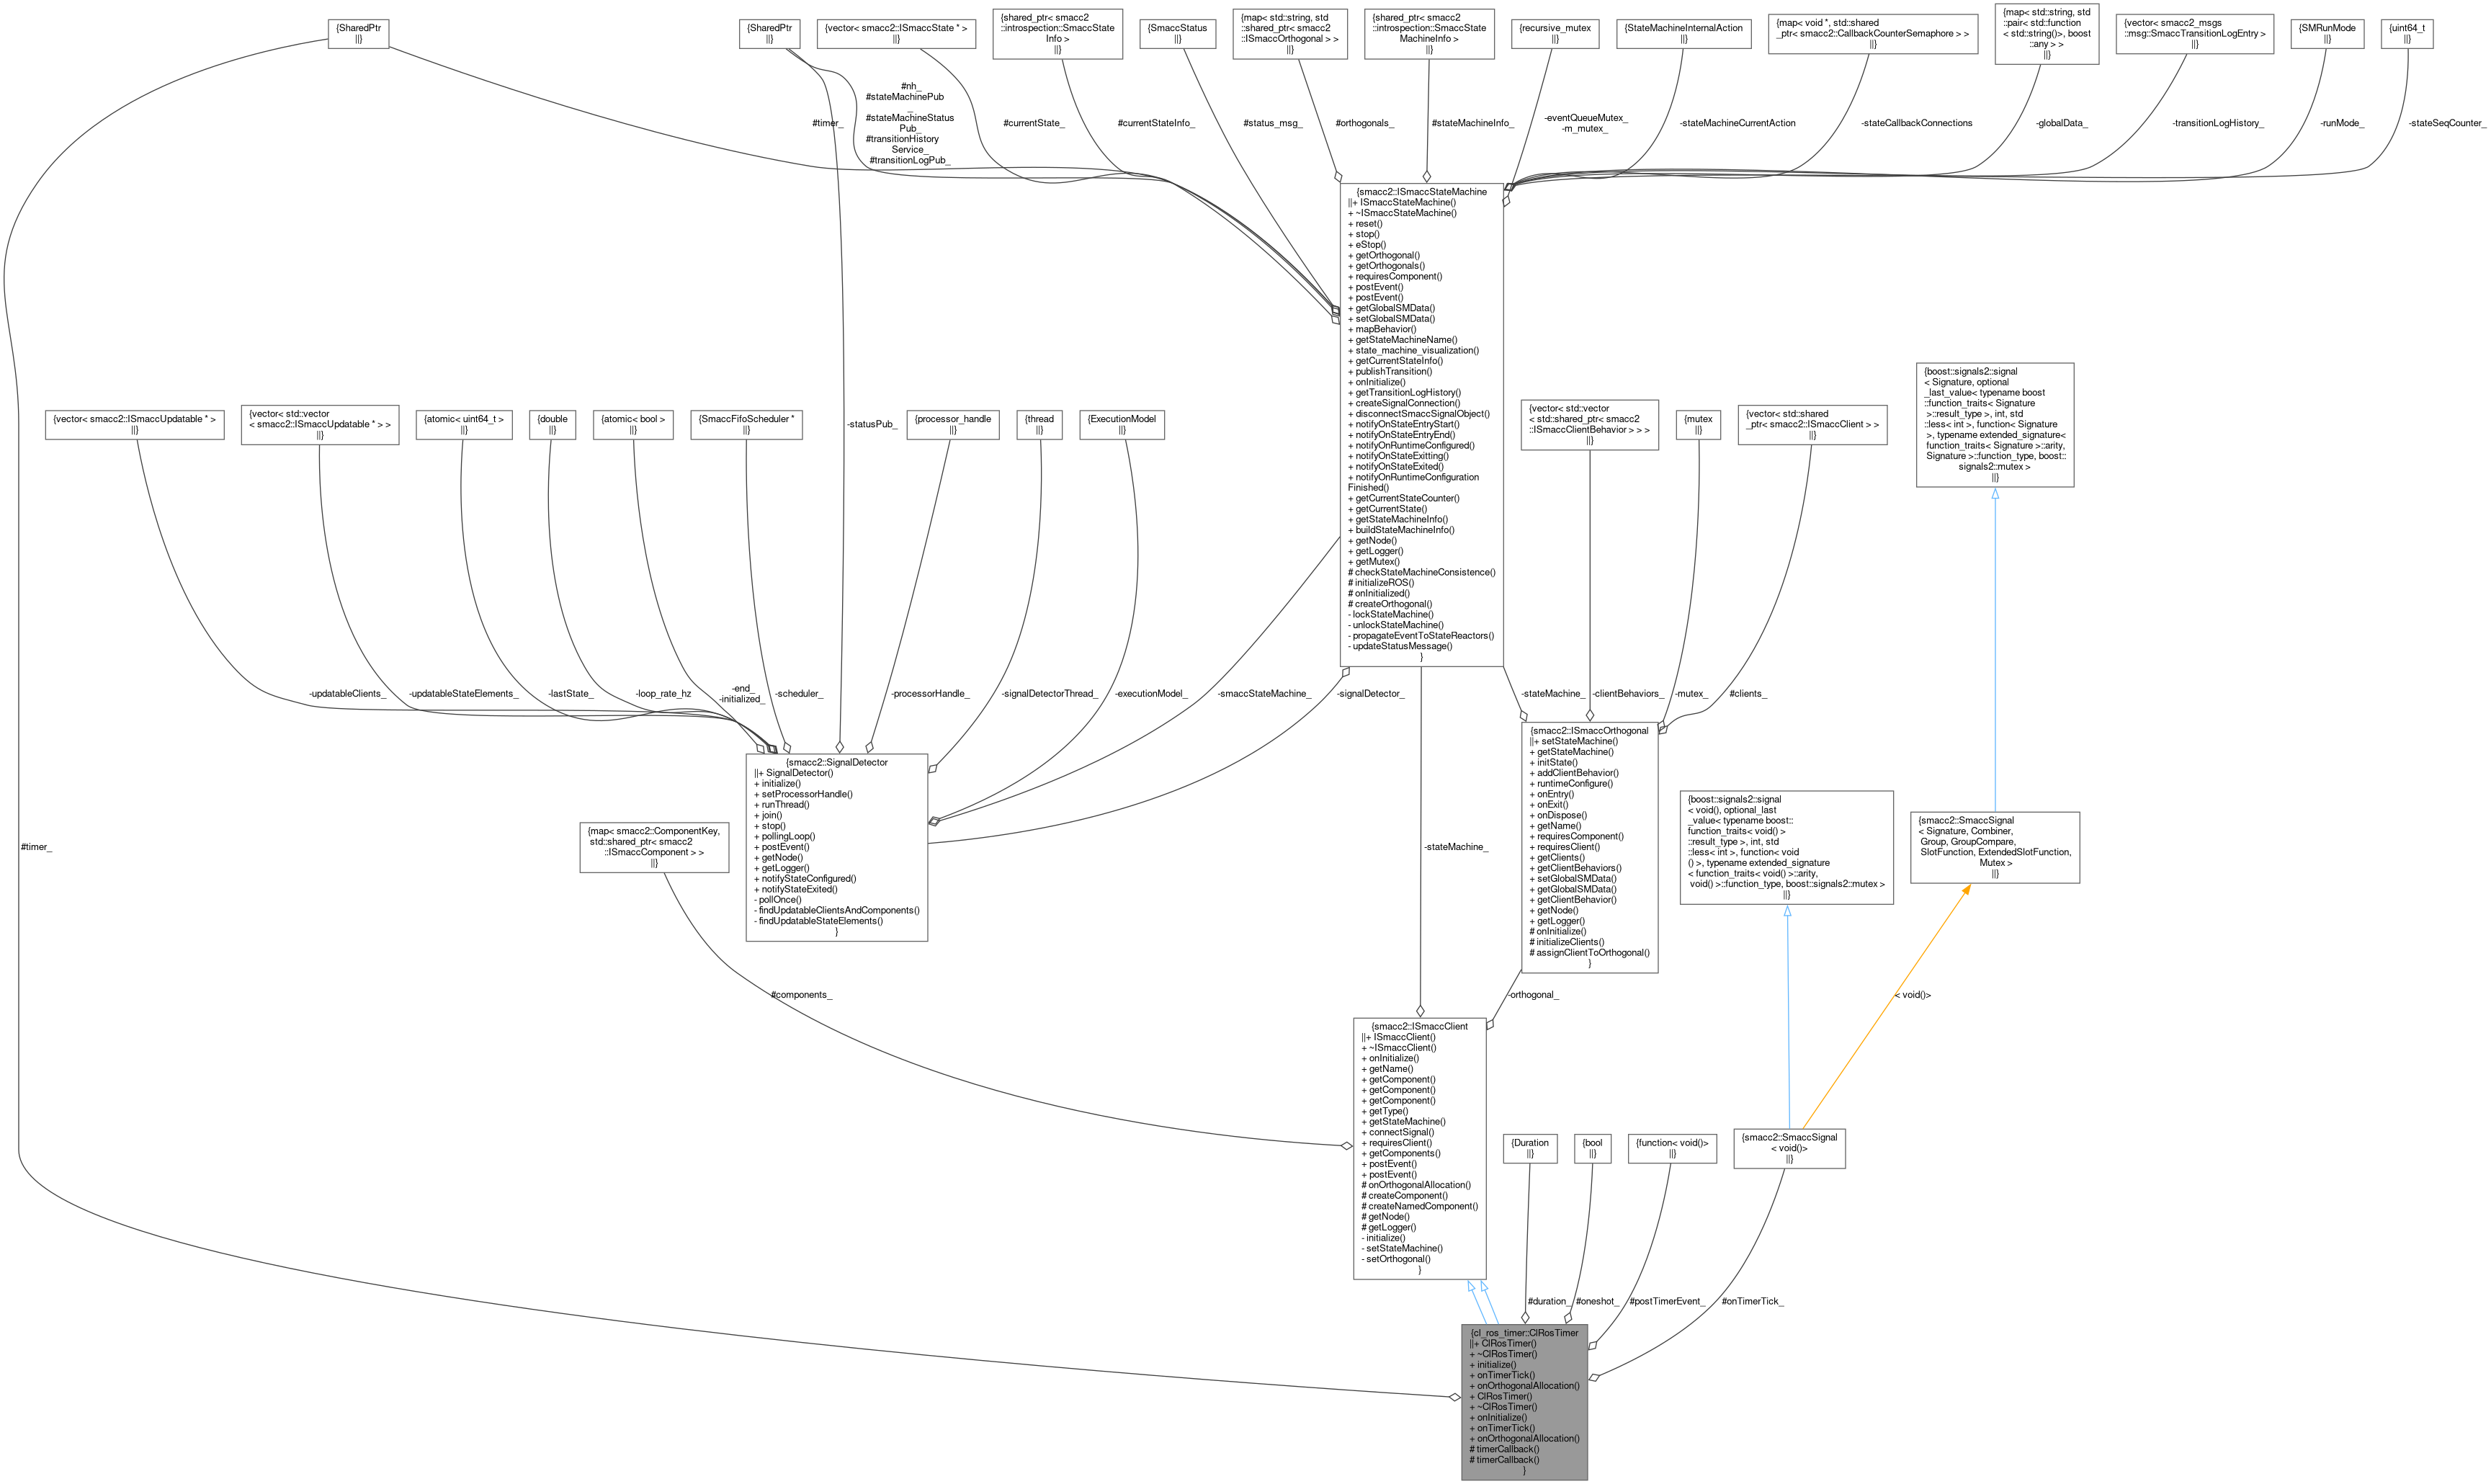 {SharedPtr
||}
{SharedPtr
||}
{vector< smacc2::ISmaccState * >
||}
{shared_ptr< smacc2
::introspection::SmaccState
Info >
||}
{SmaccStatus
||}
{map< std::string, std
::shared_ptr< smacc2
::ISmaccOrthogonal > >
||}
{shared_ptr< smacc2
::introspection::SmaccState
MachineInfo >
||}
{recursive_mutex
||}
{StateMachineInternalAction
||}
{map< void *, std::shared
_ptr< smacc2::CallbackCounterSemaphore > >
||}
{map< std::string, std
::pair< std::function
< std::string()>, boost
::any > >
||}
{vector< smacc2_msgs
::msg::SmaccTransitionLogEntry >
||}
{SMRunMode
||}
{uint64_t
||}
#timer_
#nh_
#stateMachinePub
_
#stateMachineStatus
Pub_
#transitionHistory
Service_
#transitionLogPub_
#currentState_
#currentStateInfo_
#status_msg_
#orthogonals_
#stateMachineInfo_
-eventQueueMutex_
-m_mutex_
-stateMachineCurrentAction
-stateCallbackConnections
-globalData_
-transitionLogHistory_
-runMode_
-stateSeqCounter_
{smacc2::ISmaccStateMachine
||+ ISmaccStateMachine()
+ ~ISmaccStateMachine()
+ reset()
+ stop()
+ eStop()
+ getOrthogonal()
+ getOrthogonals()
+ requiresComponent()
+ postEvent()
+ postEvent()
+ getGlobalSMData()
+ setGlobalSMData()
+ mapBehavior()
+ getStateMachineName()
+ state_machine_visualization()
+ getCurrentStateInfo()
+ publishTransition()
+ onInitialize()
+ getTransitionLogHistory()
+ createSignalConnection()
+ disconnectSmaccSignalObject()
+ notifyOnStateEntryStart()
+ notifyOnStateEntryEnd()
+ notifyOnRuntimeConfigured()
+ notifyOnStateExitting()
+ notifyOnStateExited()
+ notifyOnRuntimeConfiguration
Finished()
+ getCurrentStateCounter()
+ getCurrentState()
+ getStateMachineInfo()
+ buildStateMachineInfo()
+ getNode()
+ getLogger()
+ getMutex()
# checkStateMachineConsistence()
# initializeROS()
# onInitialized()
# createOrthogonal()
- lockStateMachine()
- unlockStateMachine()
- propagateEventToStateReactors()
- updateStatusMessage()
}
{vector< smacc2::ISmaccUpdatable * >
||}
{vector< std::vector
< smacc2::ISmaccUpdatable * > >
||}
{atomic< uint64_t >
||}
{double
||}
{atomic< bool >
||}
{SmaccFifoScheduler *
||}
-statusPub_
{processor_handle
||}
{thread
||}
{ExecutionModel
||}
{vector< std::vector
< std::shared_ptr< smacc2
::ISmaccClientBehavior > > >
||}
{mutex
||}
{vector< std::shared
_ptr< smacc2::ISmaccClient > >
||}
{boost::signals2::signal
< Signature, optional
_last_value< typename boost
::function_traits< Signature
>::result_type >, int, std
::less< int >, function< Signature
>, typename extended_signature<
function_traits< Signature >::arity,
Signature >::function_type, boost::
signals2::mutex >
||}
-updatableClients_
-updatableStateElements_
-lastState_
-loop_rate_hz
-end_
-initialized_
-scheduler_
-processorHandle_
-signalDetectorThread_
-executionModel_
-smaccStateMachine_
-signalDetector_
-stateMachine_
-clientBehaviors_
-mutex_
#clients_
{smacc2::SignalDetector
||+ SignalDetector()
+ initialize()
+ setProcessorHandle()
+ runThread()
+ join()
+ stop()
+ pollingLoop()
+ postEvent()
+ getNode()
+ getLogger()
+ notifyStateConfigured()
+ notifyStateExited()
- pollOnce()
- findUpdatableClientsAndComponents()
- findUpdatableStateElements()
}
{smacc2::ISmaccOrthogonal
||+ setStateMachine()
+ getStateMachine()
+ initState()
+ addClientBehavior()
+ runtimeConfigure()
+ onEntry()
+ onExit()
+ onDispose()
+ getName()
+ requiresComponent()
+ requiresClient()
+ getClients()
+ getClientBehaviors()
+ setGlobalSMData()
+ getGlobalSMData()
+ getClientBehavior()
+ getNode()
+ getLogger()
# onInitialize()
# initializeClients()
# assignClientToOrthogonal()
}
{map< smacc2::ComponentKey,
std::shared_ptr< smacc2
::ISmaccComponent > >
||}
#timer_
-stateMachine_
{boost::signals2::signal
< void(), optional_last
_value< typename boost::
function_traits< void() >
::result_type >, int, std
::less< int >, function< void
() >, typename extended_signature
< function_traits< void() >::arity,
void() >::function_type, boost::signals2::mutex >
||}
{smacc2::SmaccSignal
< Signature, Combiner,
Group, GroupCompare,
SlotFunction, ExtendedSlotFunction,
Mutex >
||}
#components_
-orthogonal_
< void()>
{smacc2::ISmaccClient
||+ ISmaccClient()
+ ~ISmaccClient()
+ onInitialize()
+ getName()
+ getComponent()
+ getComponent()
+ getComponent()
+ getType()
+ getStateMachine()
+ connectSignal()
+ requiresClient()
+ getComponents()
+ postEvent()
+ postEvent()
# onOrthogonalAllocation()
# createComponent()
# createNamedComponent()
# getNode()
# getLogger()
- initialize()
- setStateMachine()
- setOrthogonal()
}
{Duration
||}
{bool
||}
{function< void()>
||}
{smacc2::SmaccSignal
< void()>
||}
#duration_
#oneshot_
#postTimerEvent_
#onTimerTick_
{cl_ros_timer::ClRosTimer
||+ ClRosTimer()
+ ~ClRosTimer()
+ initialize()
+ onTimerTick()
+ onOrthogonalAllocation()
+ ClRosTimer()
+ ~ClRosTimer()
+ onInitialize()
+ onTimerTick()
+ onOrthogonalAllocation()
# timerCallback()
# timerCallback()
}